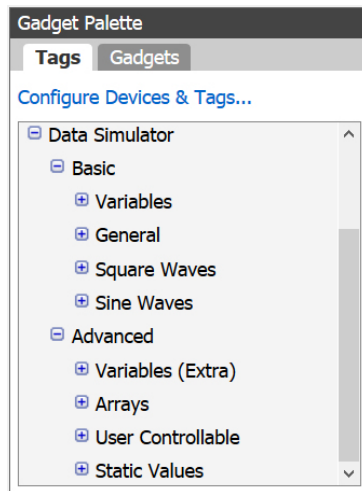 Gadget Palette
Tags Gadgets
Configure Devices & Tags...
Data Simulator
Basic
Variables
General
Square Waves
Sine Waves
Advanced
Variables (Extra)
Arrays
User Controllable
Static Values